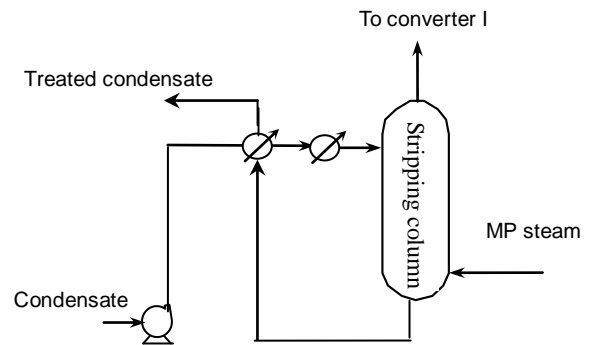 To converter I
Treated condensate
Stripping column
MP steam
Condensate